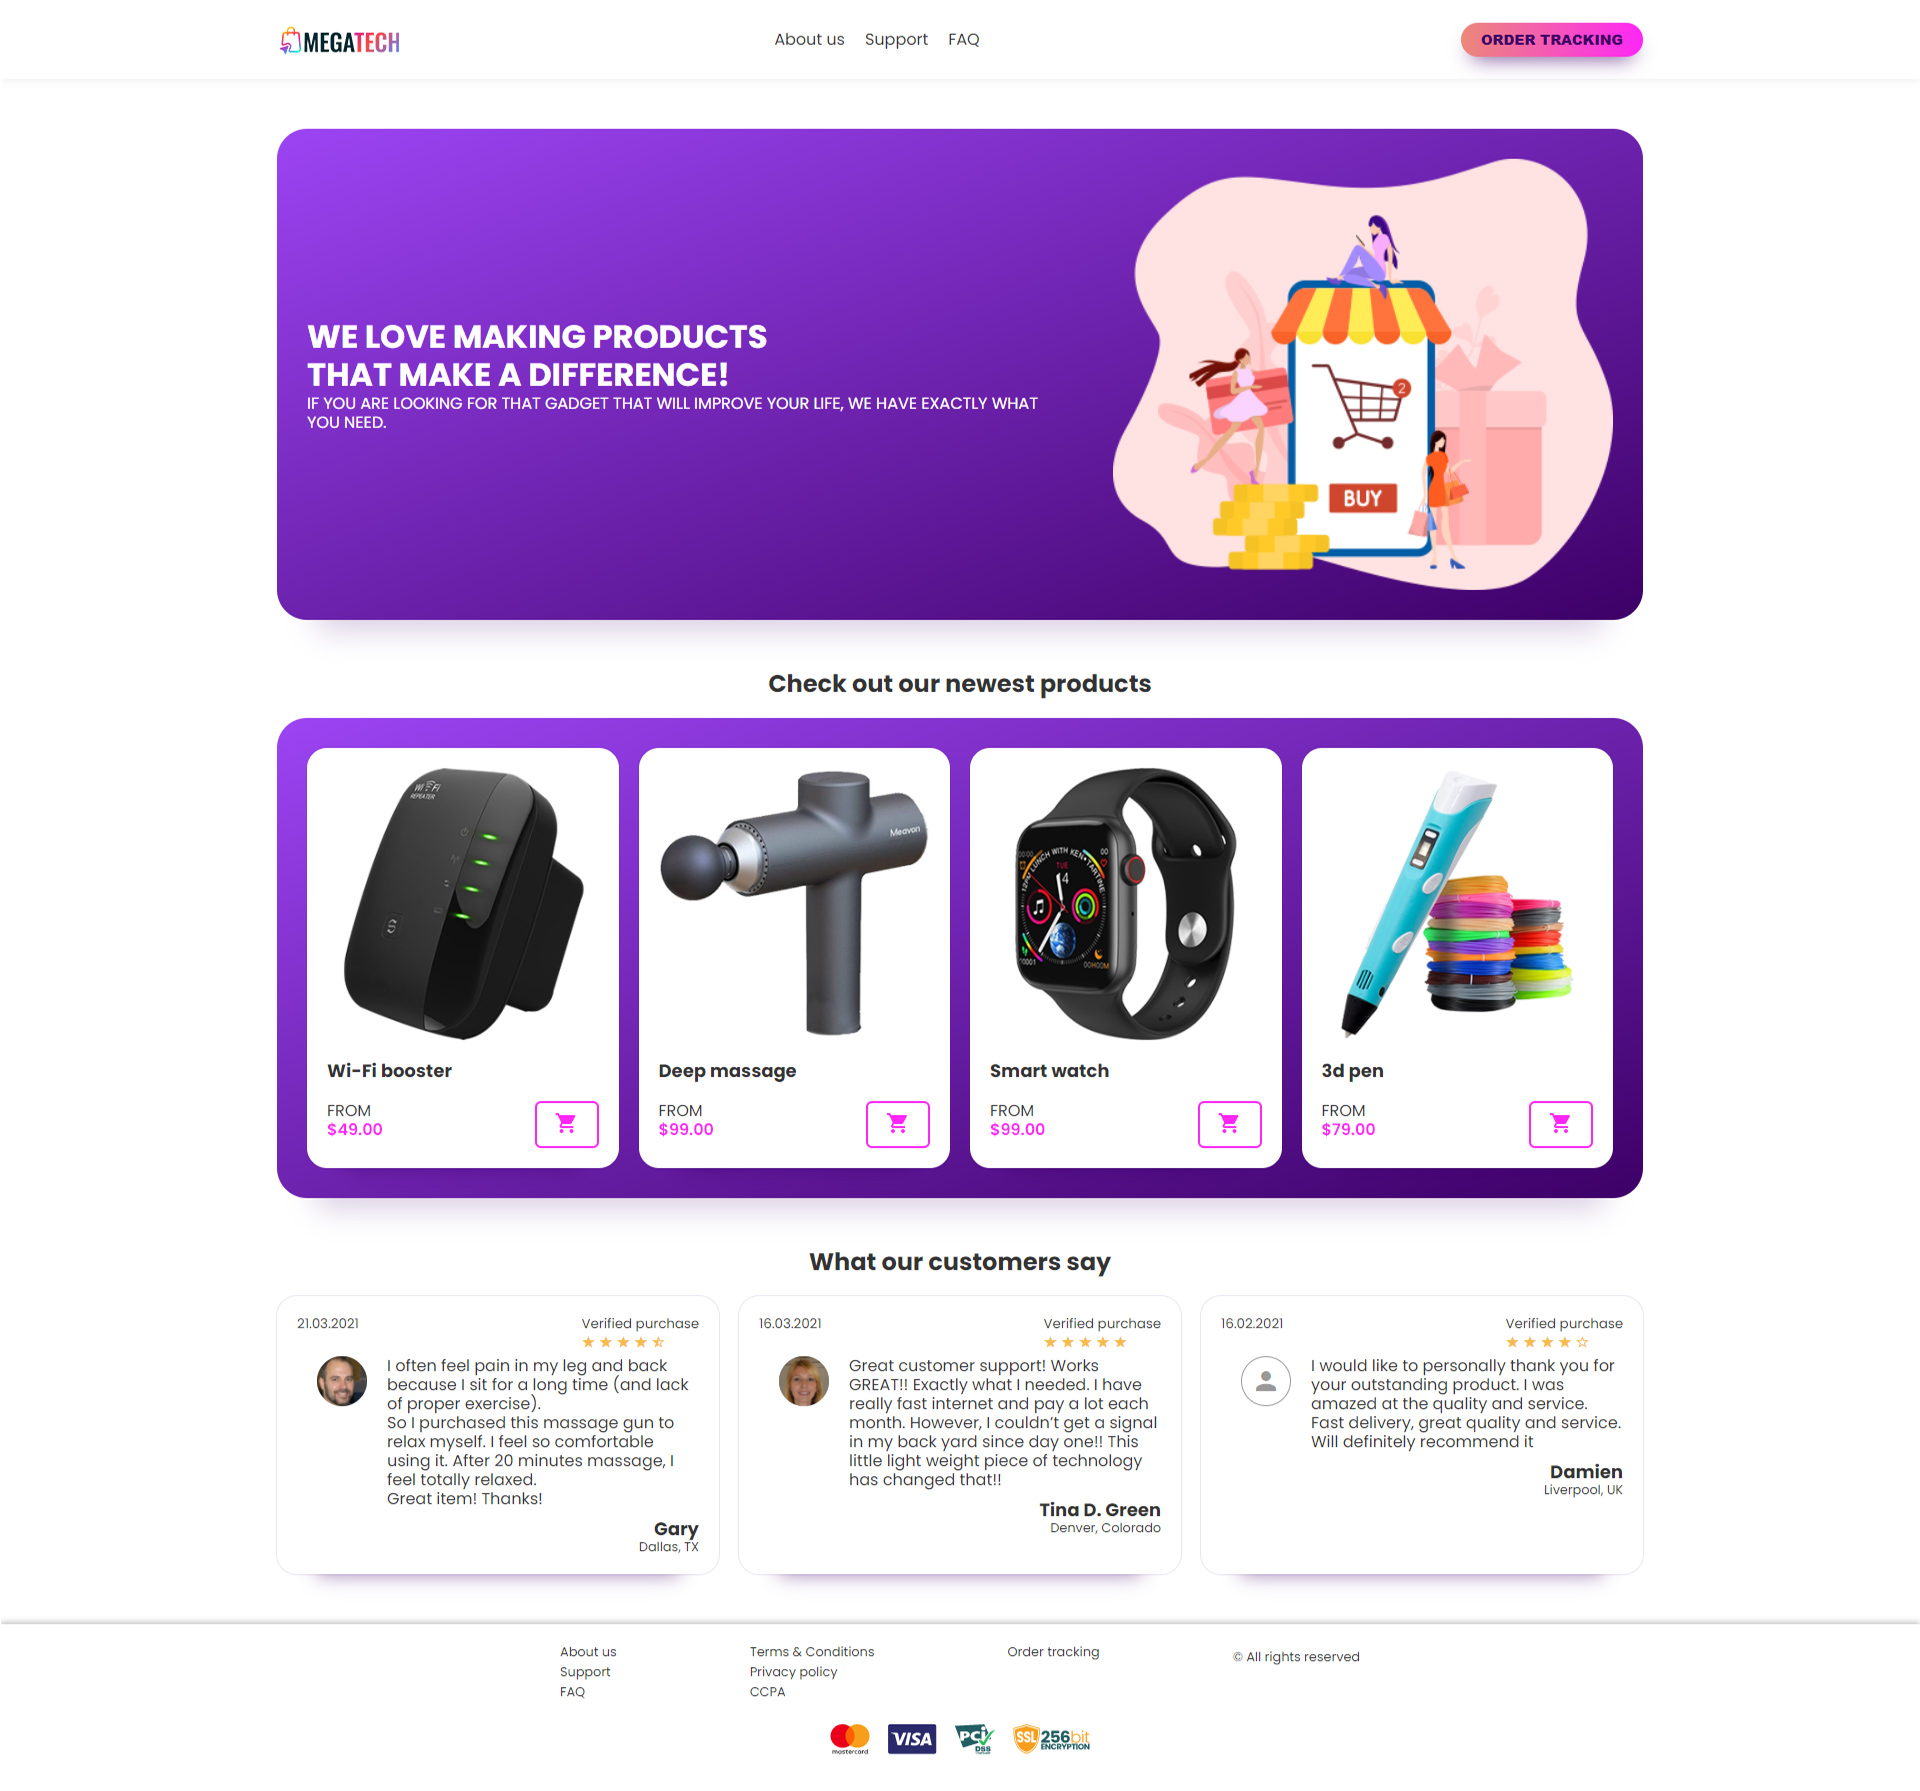 MEGATECH
About us Support FAQ
ORDER TRACKING
WE LOVE MAKING PRODUCTS
THAT MAKE A DIFFERENCE!
IF YOU ARE LOOKING FOR THAT GADGET THAT WILL IMPROVE YOUR LIFE, WE HAVE EXACTLY WHAT
YOU NEED.
2
BUY
Check out our newest products
Wi-Fi
REPEATER
Meavon
Wi-Fi booster
FROM
$49.00
Deep massage
FROM
$99.00
Smart watch
FROM
$99.00
3d pen
FROM
$79.00
What our customers say
21.03.2021
Verified purchase
I often feel pain in my leg and back
because I sit for a long time (and lack
of proper exercise).
So I purchased this massage gun to
relax myself. I feel so comfortable
using it. After 20 minutes massage, I
feel totally relaxed.
Great item! Thanks!
Gary
Dallas, TX
16.03.2021
Verified purchase
Great customer support! Works
GREAT!! Exactly what I needed. I have
really fast internet and pay a lot each
month. However, I couldn't get a signal
in my back yard since day one!! This
little light weight piece of technology
has changed that!!
Tina D. Green
Denver, Colorado
16.02.2021
Verified purchase
I would like to personally thank you for
your outstanding product. I was
amazed at the quality and service.
Fast delivery, great quality and service.
Will definitely recommend it
Damien
Liverpool, UK
About us
Support
FAQ
Terms & Conditions
Privacy policy
CCPA
Order tracking
© All rights reserved
mastercard
VISA
PCI
DSS
SSL 256bit
ENCRYPTION